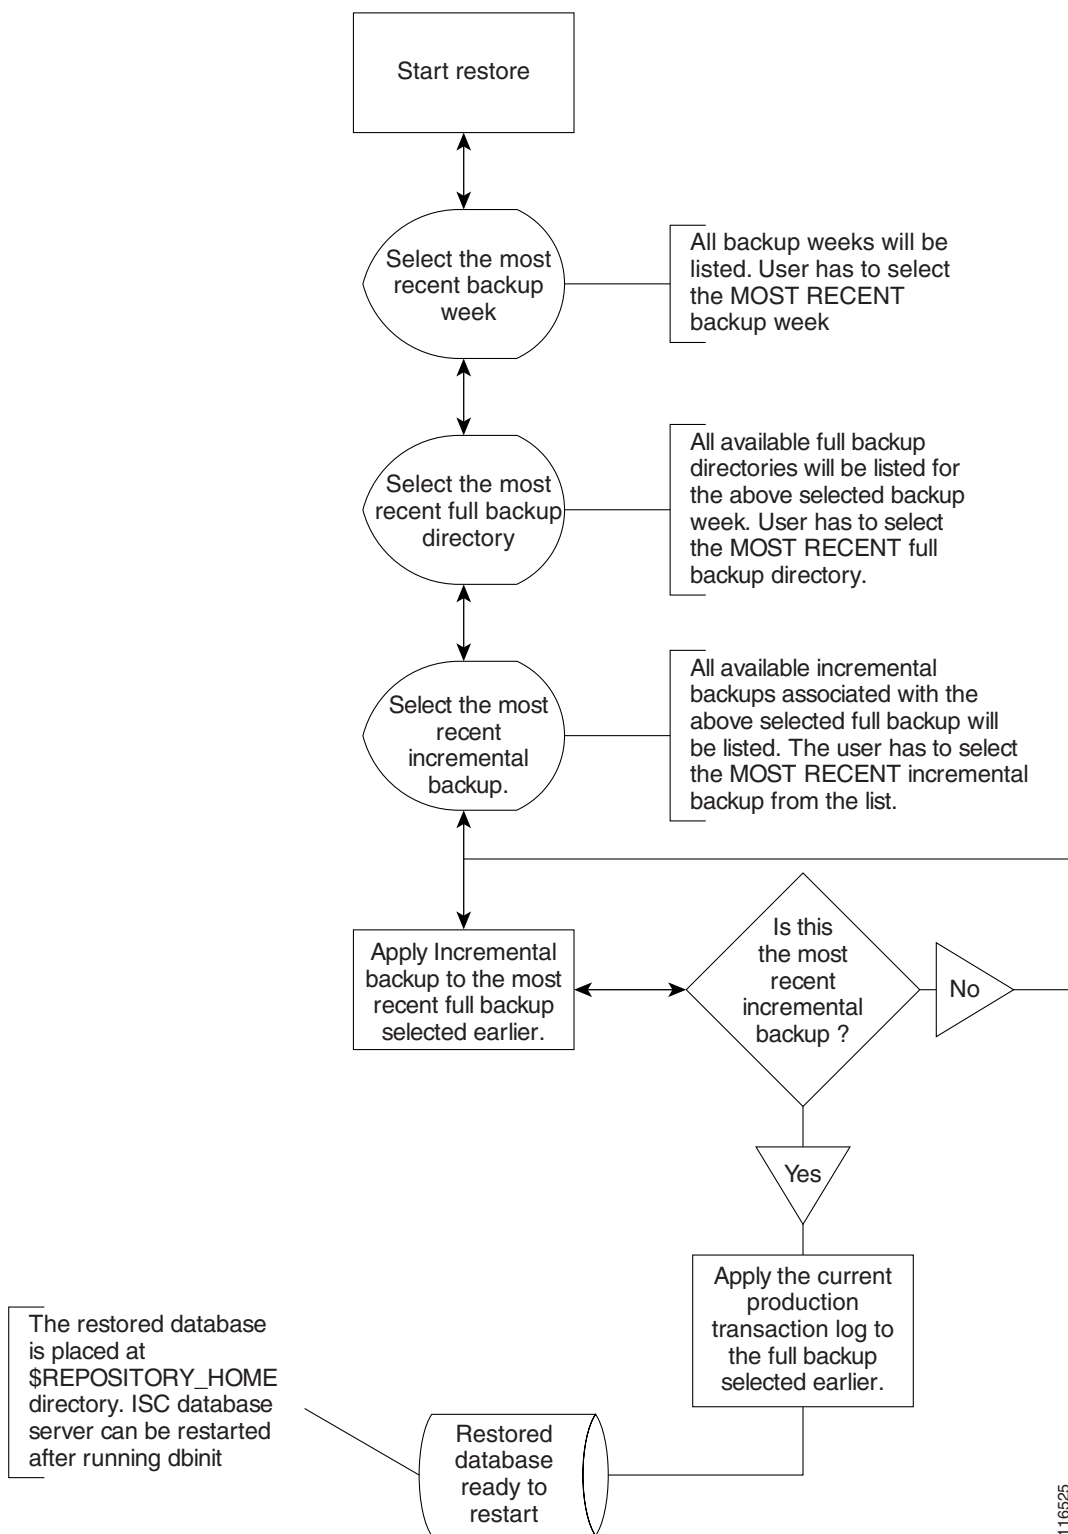 Start restore
Select the most
recent backup
week
All backup weeks will be
listed. User has to select
the MOST RECENT
backup week
Select the most
recent full backup
directory
All available full backup
directories will be listed for
the above selected backup
week. User has to select
the MOST RECENT full
backup directory.
Select the most
recent
incremental
backup.
All available incremental
backups associated with the
above selected full backup will
be listed. The user has to select
the MOST RECENT incremental
backup from the list.
Apply Incremental
backup to the most
recent full backup
selected earlier.
Is this
the most
recent
incremental
backup ?
No
Yes
Apply the current
production
transaction log to
the full backup
selected earlier.
The restored database
is placed at
$REPOSITORY_HOME
directory. ISC database
server can be restarted
after running dbinit
Restored
database
ready to
restart
116525